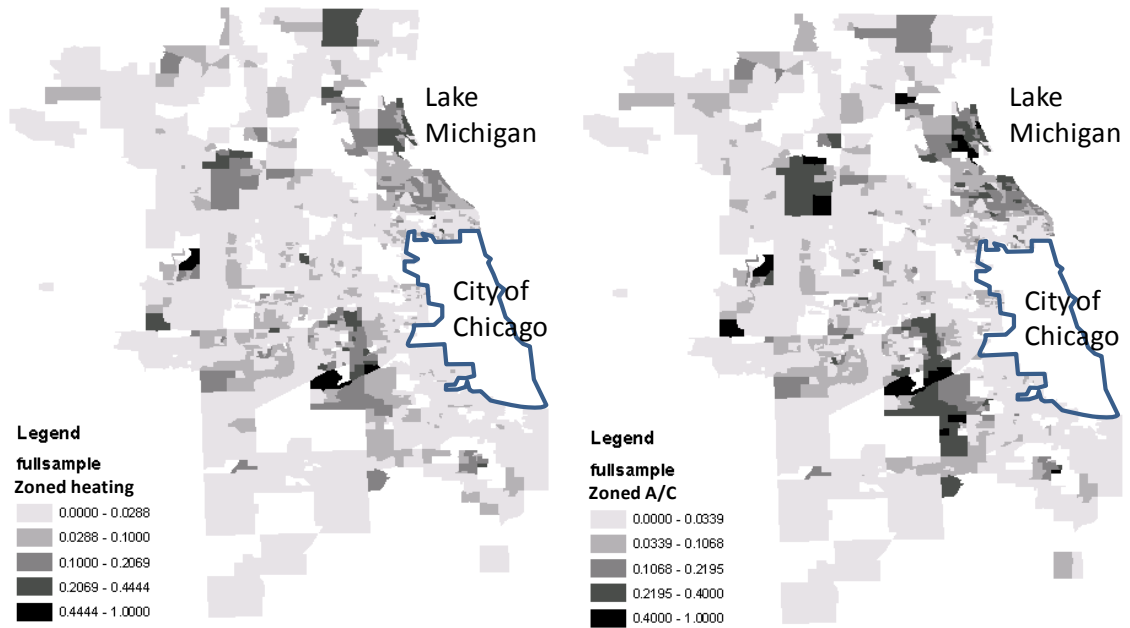 Lake
Michigan
City of
Chicago
Legend
fullsample
Zoned heating
0.0000 - 0.0288
0.0288 - 0.1000
0.1000 - 0.2069
0.2069 - 0.4444
0.4444 - 1.0000
Lake
Michigan
City of
Chicago
Legend
fullsample
Zoned A/C
0.0000 - 0.0339
0.0339 - 0.1068
0.1068 - 0.2195
0.2195 - 0.4000
0.4000 - 1.0000